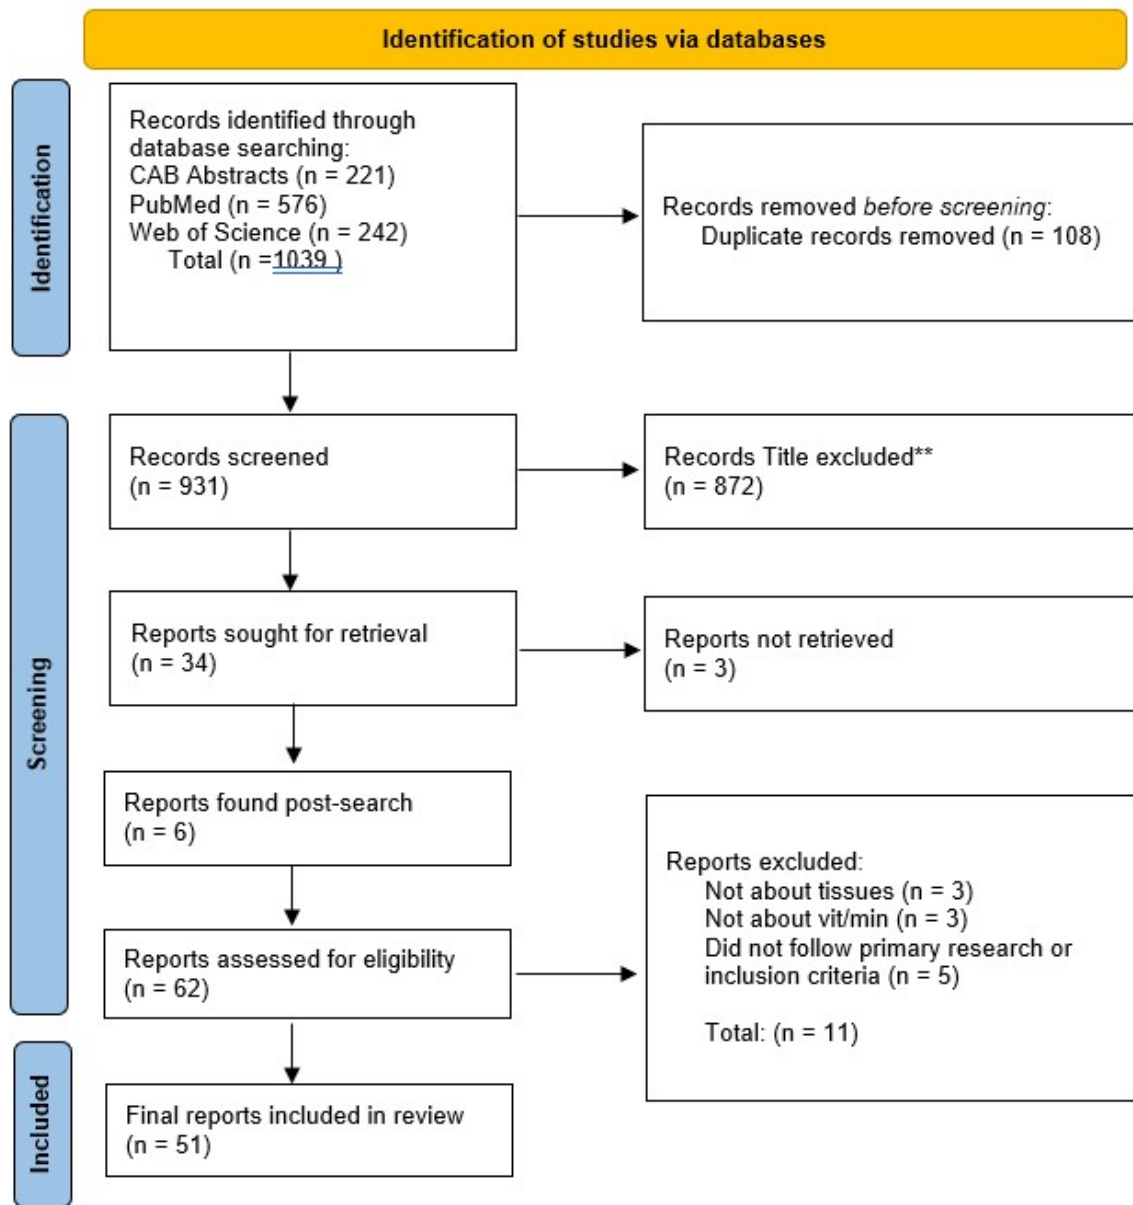 Identification of studies via databases
Identification
Records identified through
database searching:
CAB Abstracts (n = 221)
PubMed (n = 576)
Web of Science (n = 242)
Total (n =1039 )
Records removed before screening:
Duplicate records removed (n = 108)
Screening
Records screened
(n = 931)
Records Title excluded**
(n = 872)
Reports sought for retrieval
(n = 34)
Reports not retrieved
(n = 3)
Reports found post-search
(n = 6)
Reports assessed for eligibility
(n = 62)
Reports excluded:
Not about tissues (n = 3)
Not about vit/min (n = 3)
Did not follow primary research or
inclusion criteria (n = 5)
Total: (n = 11)
Included
Final reports included in review
(n = 51)